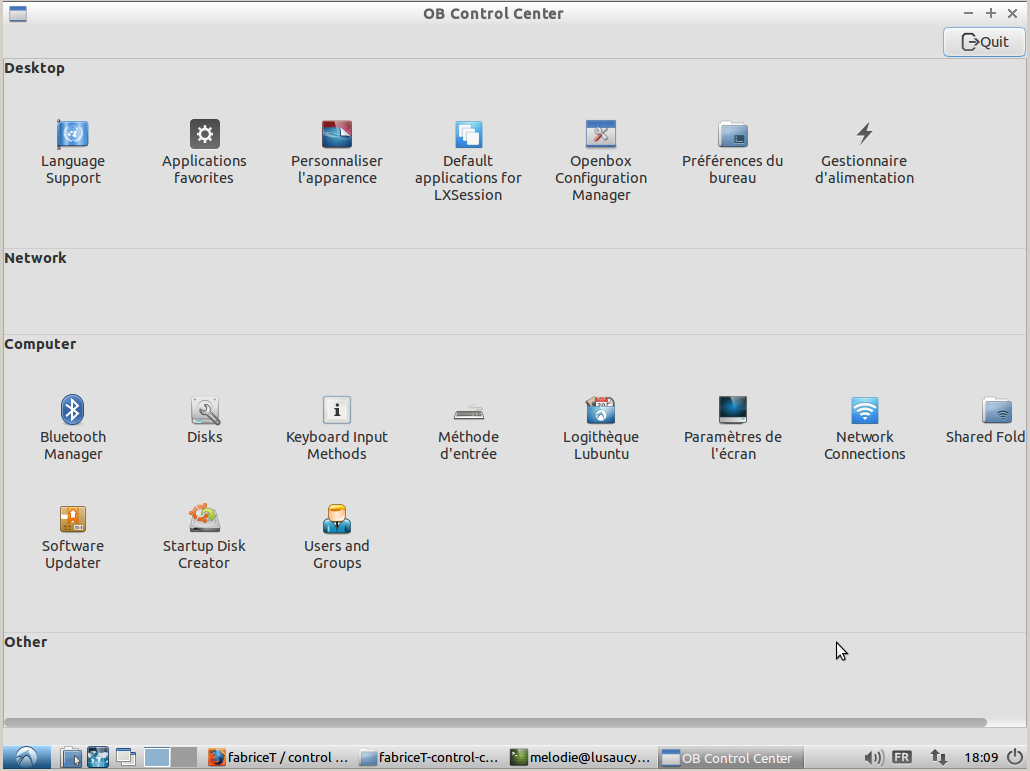 OB Control Center
Quit
Desktop
Language
Support
Applications
favorites
Personnaliser
l'apparence
Default
applications for
LXSession
Openbox
Configuration
Manager
Préférences du
bureau
Gestionnaire
d'alimentation
Network
Computer
Bluetooth
Manager
Disks
Keyboard Input
Methods
Méthode
d'entrée
Logithèque
Lubuntu
Paramètres de
l'écran
Network
Connections
Shared Fold
Software
Updater
Startup Disk
Creator
Users and
Groups
Other
fabriceT / control ...
fabriceT-control-c...
melodie@lusaucy...
OB Control Center
FR
18:09